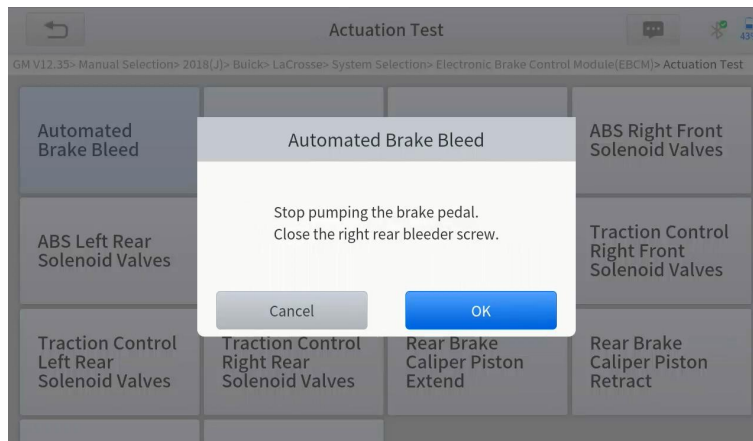 Actuation Test
GM V12.35> Manual Selection> 2018(J)> Buick> LaCrosse> System Selection> Electronic Brake Control Module(EBCM)> Actuation Test
Automated
Brake Bleed
ABS Right Front
Solenoid Valves
Automated Brake Bleed
Stop pumping the brake pedal.
Close the right rear bleeder screw.
Cancel
OK
ABS Left Rear
Solenoid Valves
Traction Control
Right Front
Solenoid Valves
Traction Control
Left Rear
Solenoid Valves
Traction Control
Right Rear
Solenoid Valves
Rear Brake
Caliper Piston
Extend
Rear Brake
Caliper Piston
Retract